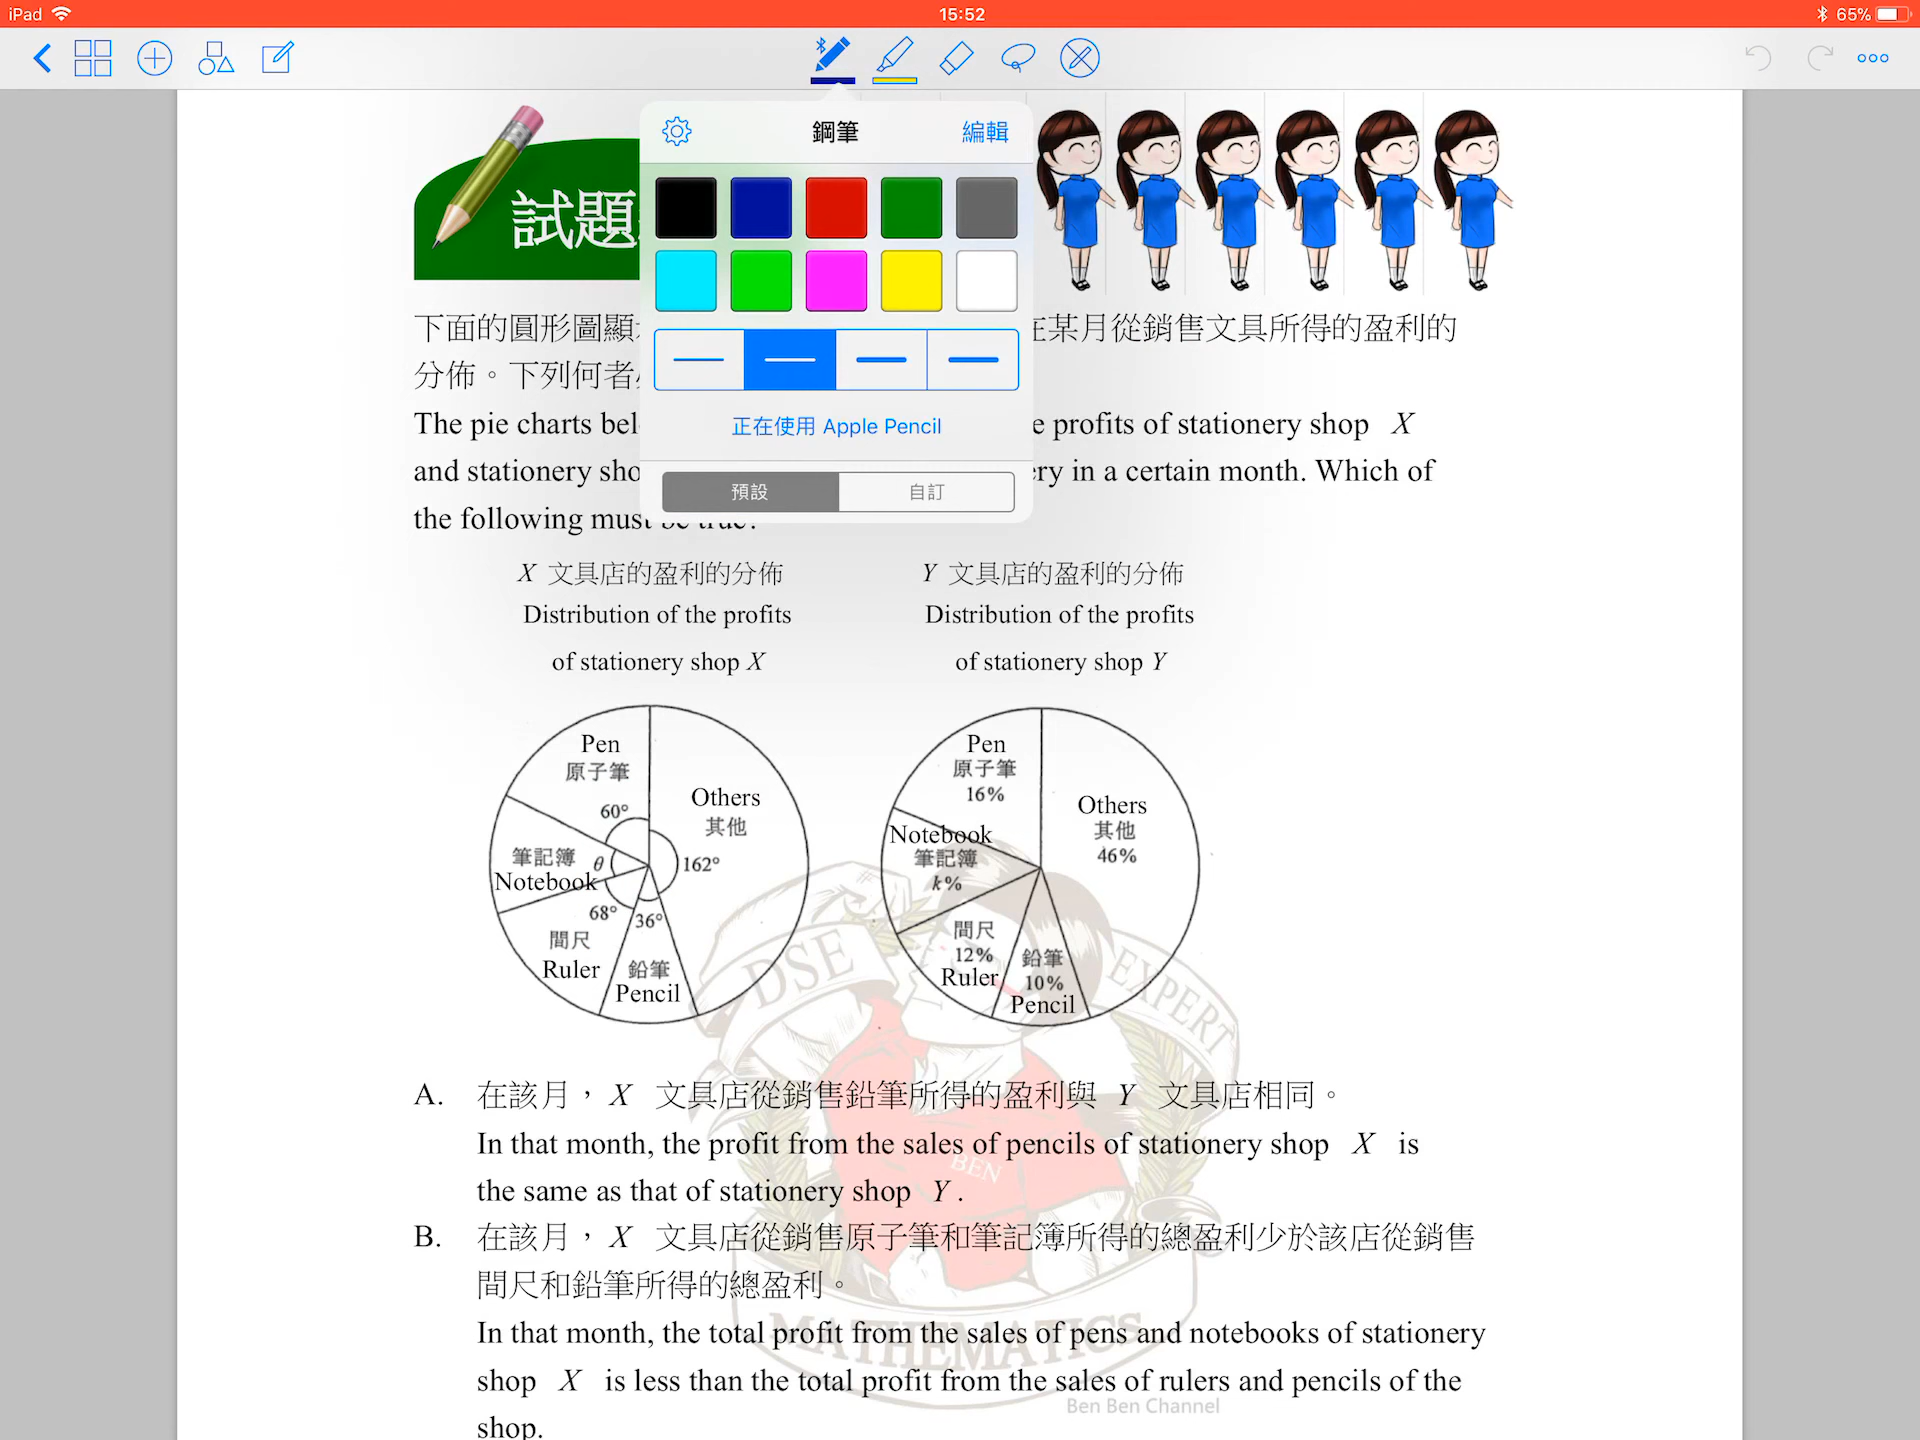 iPad
15:52
65%
鋼筆
編輯
正在使用 Apple Pencil
預設
自訂
試題
下面的圓形圖顯
在某月從銷售文具所得的盈利的
分佈。下列何者
The pie charts bel
e profits of stationery shop X
and stationery sho
ry in a certain month. Which of
the following must be true?
X 文具店的盈利的分佈
Distribution of the profits
of stationery shop X
Y 文具店的盈利的分佈
Distribution of the profits
of stationery shop Y
Pen
原子筆
60°
Others
其他
162°
筆記簿 θ
Notebook
68°
36°
間尺
Ruler
鉛筆
Pencil
Pen
原子筆
16%
Others
其他
46%
Notebook
筆記簿
k%
間尺
12%
Ruler
鉛筆
10%
Pencil
DSE
EXPERT
BEN
MATHEMATICS
A. 在該月,X 文具店從銷售鉛筆所得的盈利與 Y 文具店相同。
In that month, the profit from the sales of pencils of stationery shop X is
the same as that of stationery shop Y.
B. 在該月,X 文具店從銷售原子筆和筆記簿所得的總盈利少於該店從銷售
間尺和鉛筆所得的總盈利。
In that month, the total profit from the sales of pens and notebooks of stationery
shop X is less than the total profit from the sales of rulers and pencils of the
shop.
Ben Ben Channel